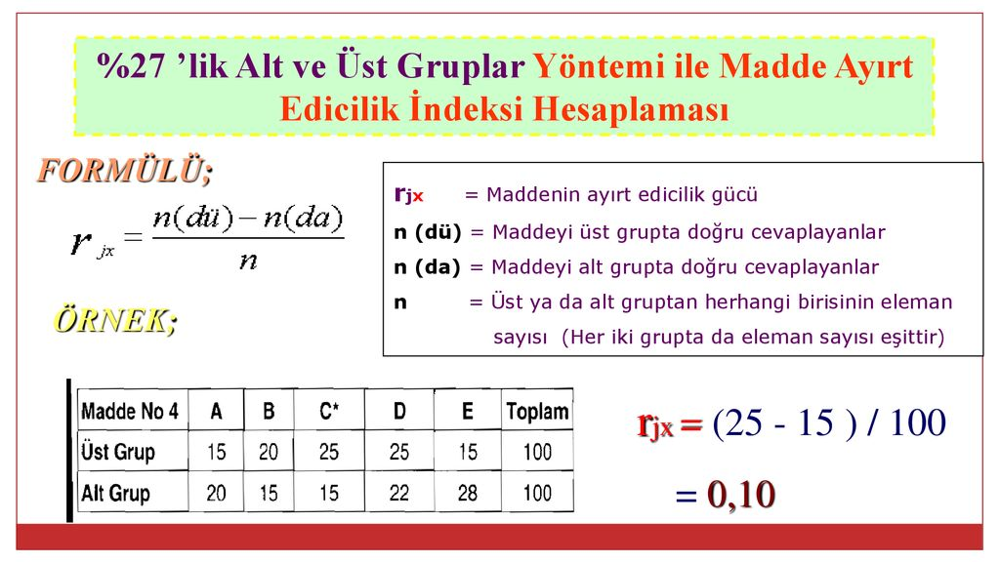 %27 ’lik Alt ve Üst Gruplar Yöntemi ile Madde Ayırt
Edicilik İndeksi Hesaplaması
FORMÜLÜ;
r jx = n(dü) − n(da) / n
rjx = Maddenin ayırt edicilik gücü
n (dü) = Maddeyi üst grupta doğru cevaplayanlar
n (da) = Maddeyi alt grupta doğru cevaplayanlar
n = Üst ya da alt gruptan herhangi birisinin eleman
sayısı (Her iki grupta da eleman sayısı eşittir)
ÖRNEK;
Madde No 4 A B C* D E Toplam
Üst Grup 15 20 25 25 15 100
Alt Grup 20 15 15 22 28 100
rjx = (25 - 15 ) / 100
= 0,10